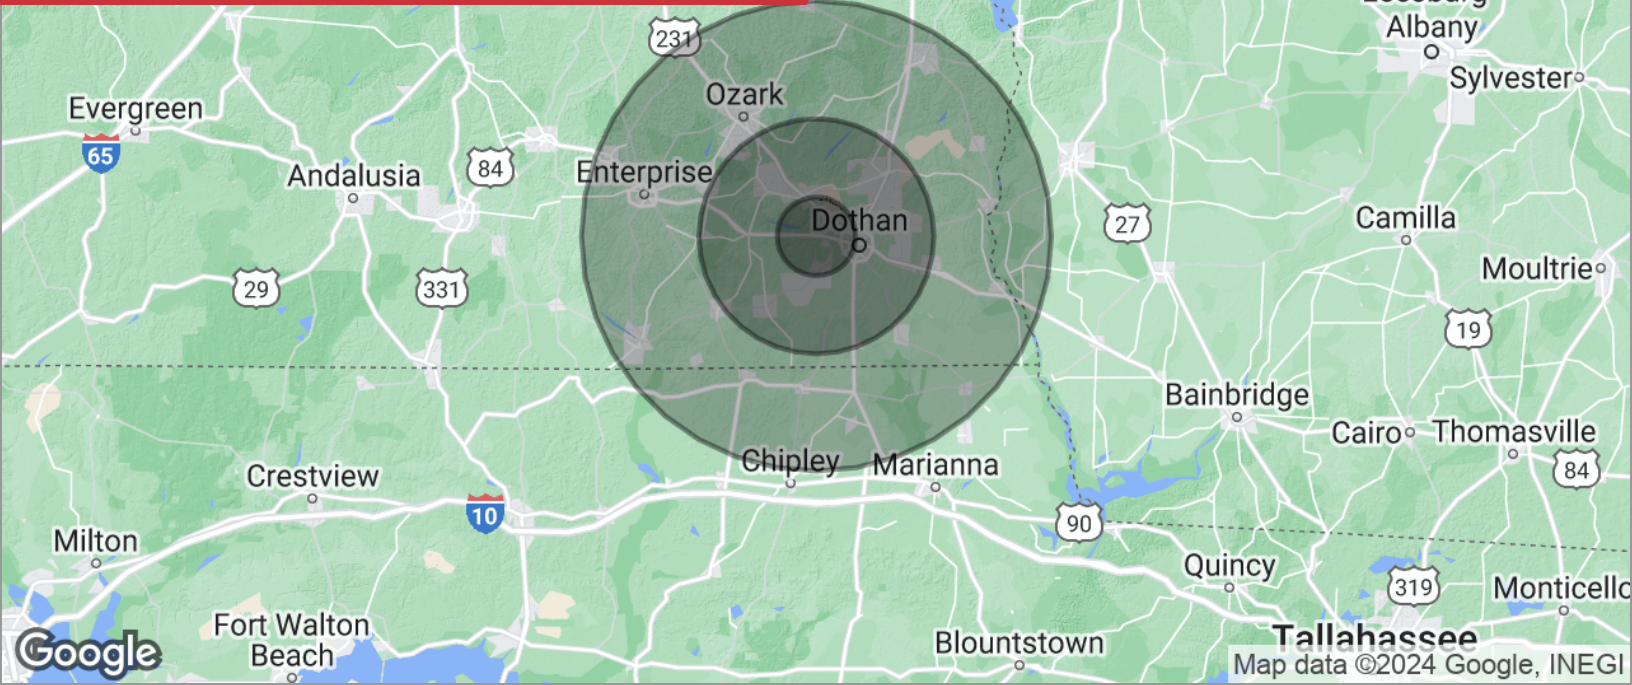 Leesburg
Albany
231
Sylvester
Ozark
Evergreen
65
84
Andalusia
Enterprise
Dothan
27
Camilla
Moultrie
29
331
19
Bainbridge
Cairo
Thomasville
84
Chipley
Marianna
Crestview
10
90
Milton
Quincy
319
Monticello
Fort Walton
Beach
Blountstown
Tallahassee
Google
Map data ©2024 Google, INEGI